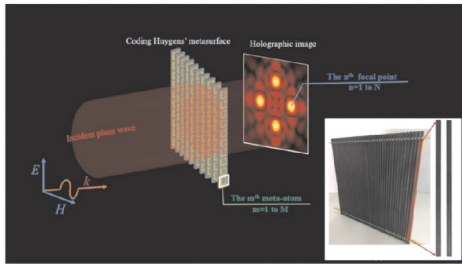 Coding Huygens' metasurface
Holographic image
The nth focal point
n=1 to N
Incident plane wave
E
k
H
The mth meta-atom
m=1 to M